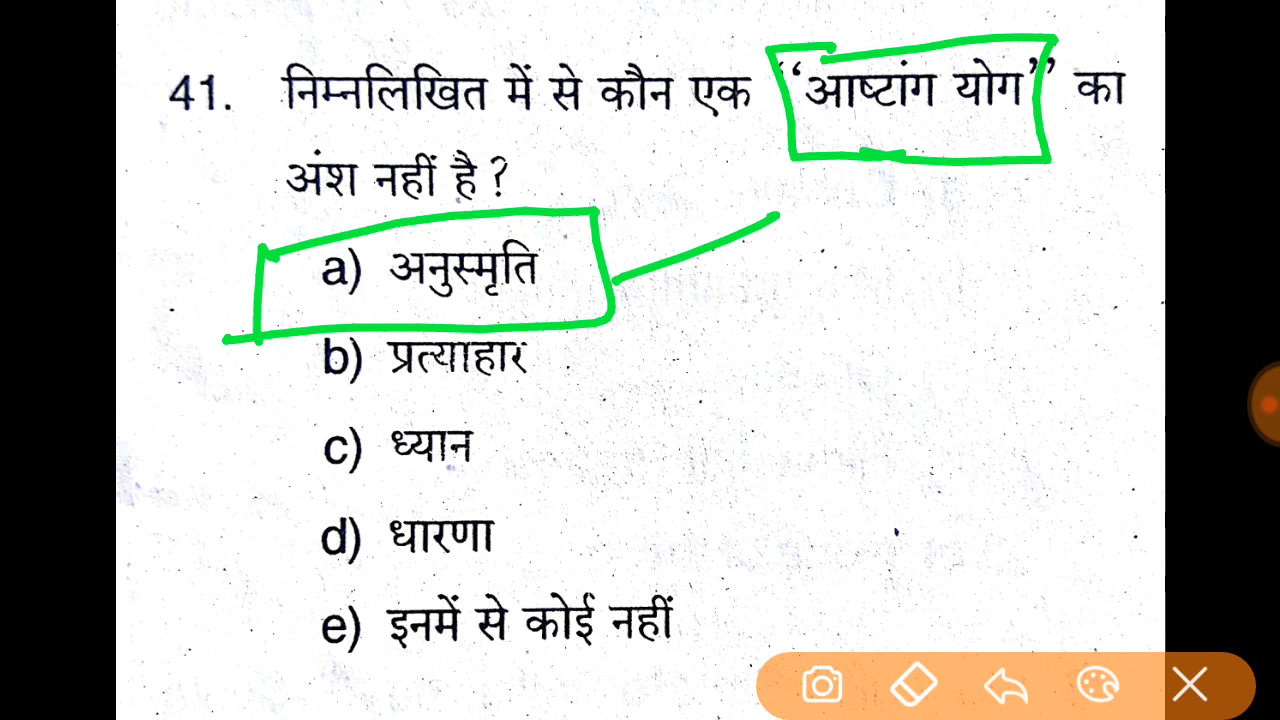 41. निम्नलिखित में से कौन एक “आष्टांग योग” का
अंश नहीं है ?
a) अनुस्मृति
b) प्रत्याहार
c) ध्यान
d) धारणा
e) इनमें से कोई नहीं